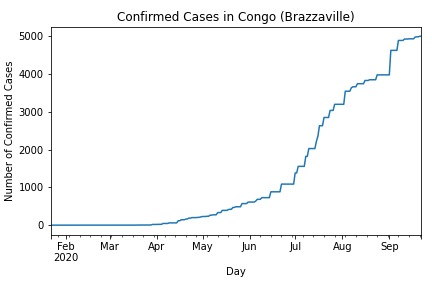 Confirmed Cases in Congo (Brazzaville)
Number of Confirmed Cases
5000
4000
3000
2000
1000
0
Feb Mar Apr May Jun Jul Aug Sep
2020
Day